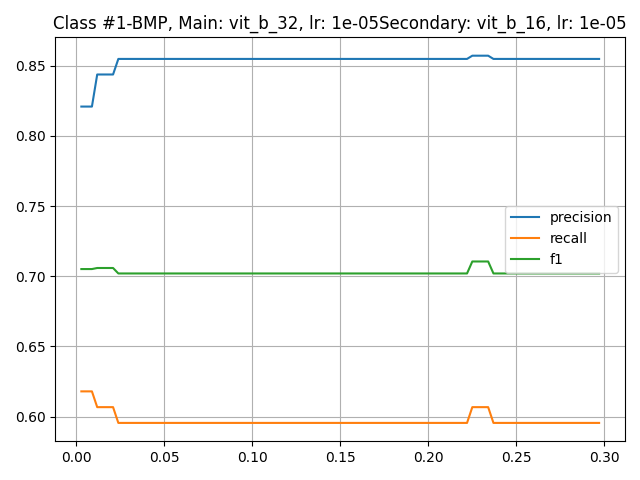 Class #1-BMP, Main: vit_b_32, lr: 1e-05Secondary: vit_b_16, lr: 1e-05
0.85
0.80
0.75
0.70
0.65
0.60
precision
recall
f1
0.00 0.05 0.10 0.15 0.20 0.25 0.30